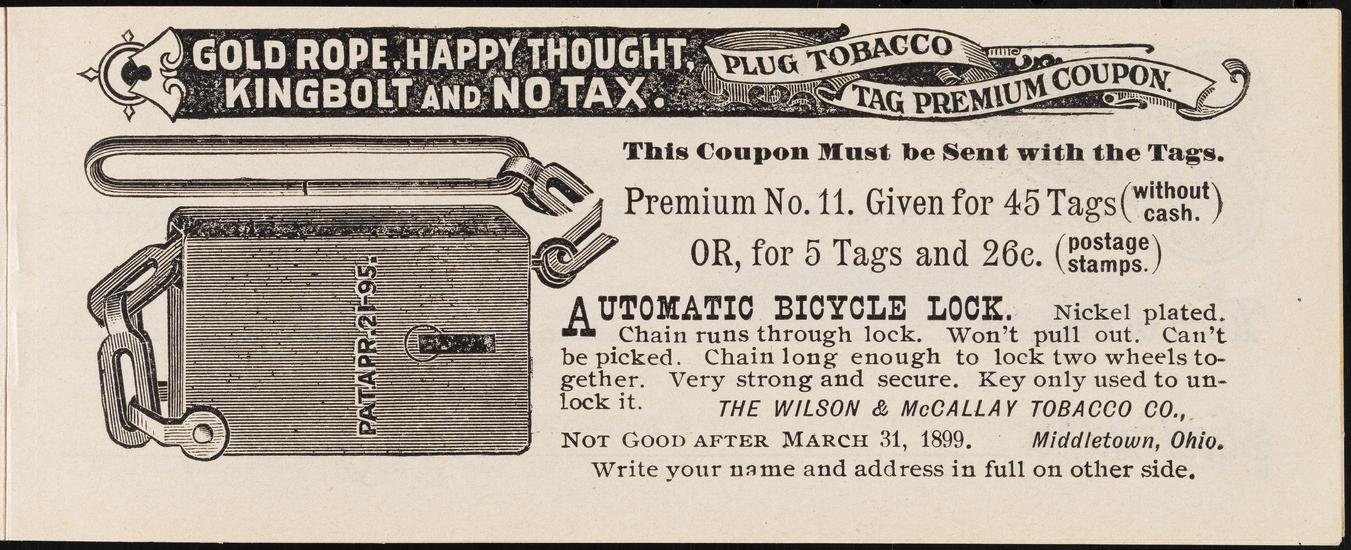 GOLD ROPE, HAPPY THOUGHT,
KINGBOLT AND NO TAX.
PLUG TOBACCO
TAG PREMIUM COUPON.
This Coupon Must be Sent with the Tags.
Premium No. 11. Given for 45 Tags (without cash.)
OR, for 5 Tags and 26c. (postage stamps.)
AUTOMATIC BICYCLE LOCK. Nickel plated.
Chain runs through lock. Won't pull out. Can't
be picked. Chain long enough to lock two wheels to-
gether. Very strong and secure. Key only used to un-
lock it. THE WILSON & McCALLAY TOBACCO CO.,
NOT GOOD AFTER MARCH 31, 1899. Middletown, Ohio.
Write your name and address in full on other side.
PAT.APR.21-95.